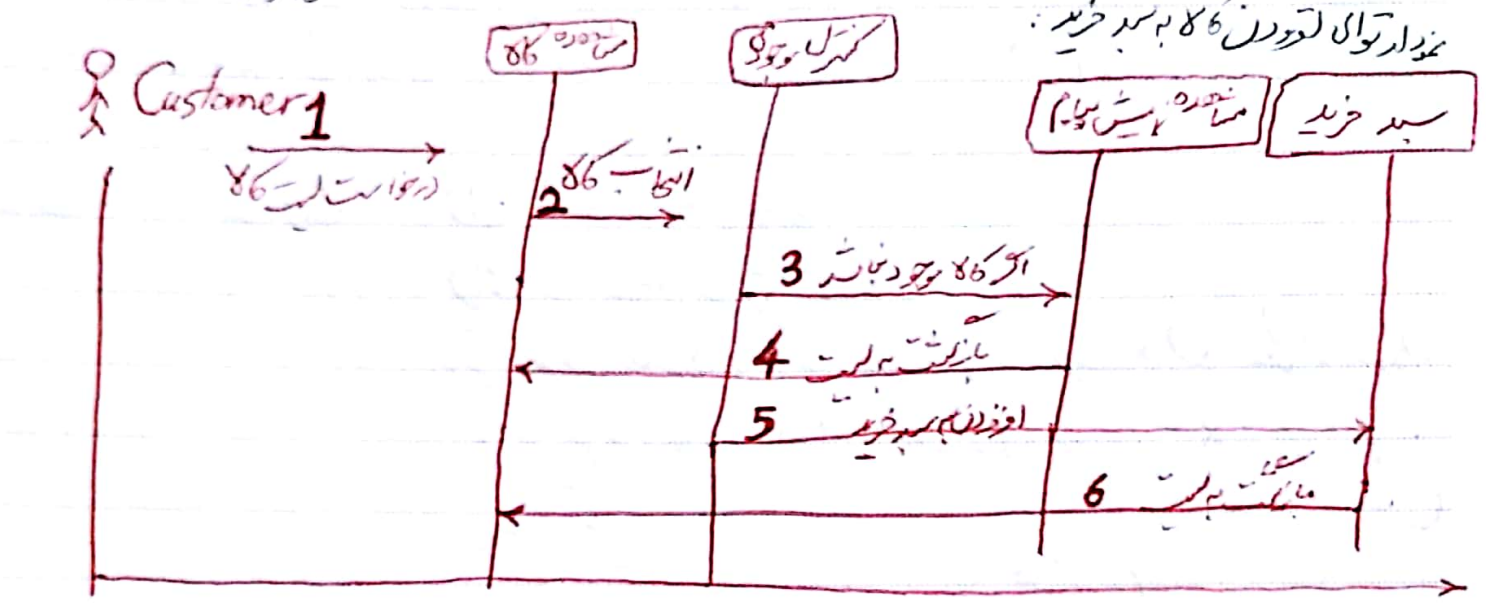 نمودار توالی افزودن کالا به سبد خرید :
مشاهده کالا
کنترل موجودی
مشاهده نمایش پیام
سبد خرید
Customer
1
درخواست لیست کالا
2 انتخاب کالا
3 اگر کالا موجود نباشد
4 بازگشت به لیست
5 افزودن به سبد خرید
6 بازگشت به لیست